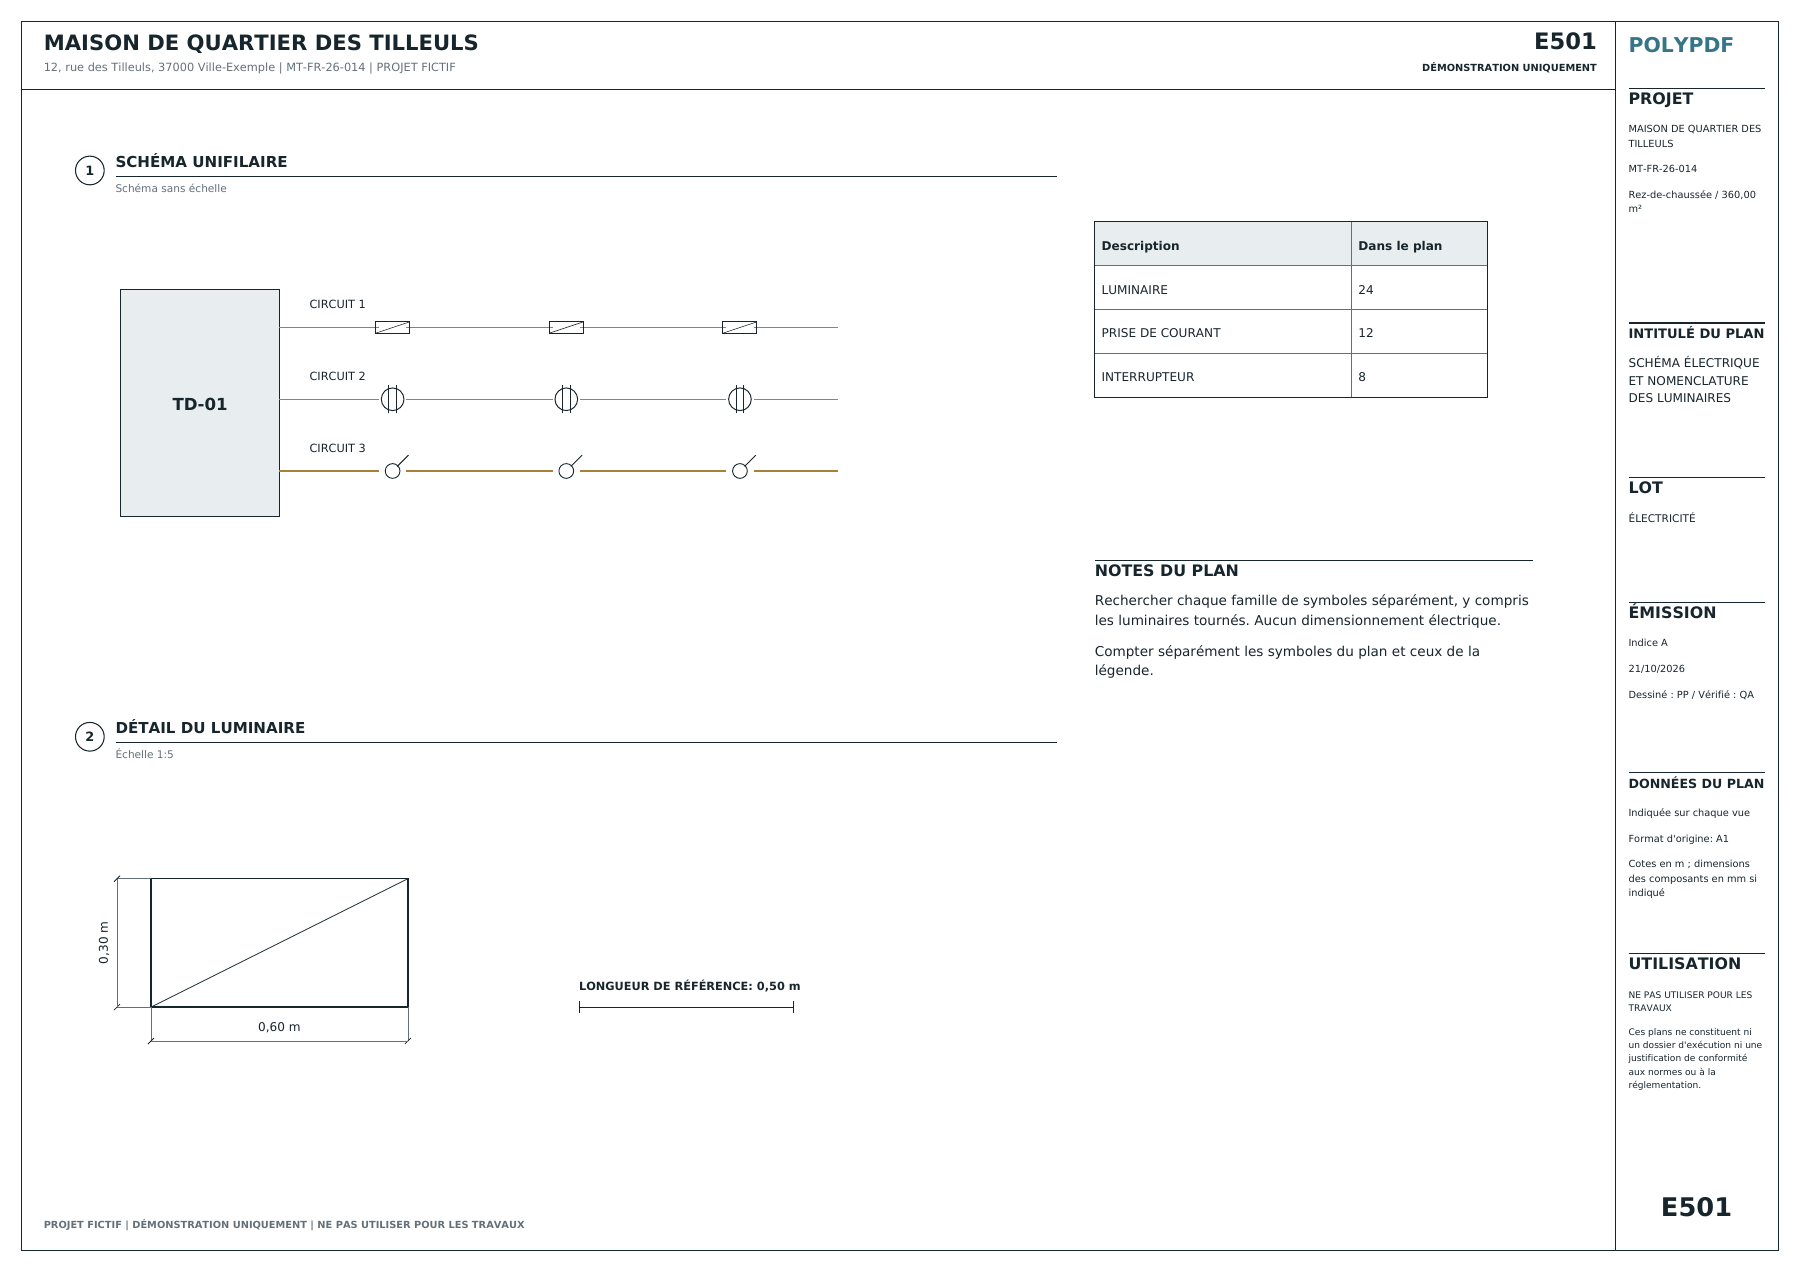 MAISON DE QUARTIER DES TILLEULS
12, rue des Tilleuls, 37000 Ville-Exemple | MT-FR-26-014 | PROJET FICTIF
E501
DÉMONSTRATION UNIQUEMENT
1
SCHÉMA UNIFILAIRE
Schéma sans échelle
TD-01
CIRCUIT 1
CIRCUIT 2
CIRCUIT 3
Description Dans le plan
LUMINAIRE 24
PRISE DE COURANT 12
INTERRUPTEUR 8
NOTES DU PLAN
Rechercher chaque famille de symboles séparément, y compris
les luminaires tournés. Aucun dimensionnement électrique.
Compter séparément les symboles du plan et ceux de la
légende.
2
DÉTAIL DU LUMINAIRE
Échelle 1:5
0,30 m
0,60 m
LONGUEUR DE RÉFÉRENCE: 0,50 m
PROJET FICTIF | DÉMONSTRATION UNIQUEMENT | NE PAS UTILISER POUR LES TRAVAUX
POLYPDF
PROJET
MAISON DE QUARTIER DES
TILLEULS
MT-FR-26-014
Rez-de-chaussée / 360,00
m²
INTITULÉ DU PLAN
SCHÉMA ÉLECTRIQUE
ET NOMENCLATURE
DES LUMINAIRES
LOT
ÉLECTRICITÉ
ÉMISSION
Indice A
21/10/2026
Dessiné : PP / Vérifié : QA
DONNÉES DU PLAN
Indiquée sur chaque vue
Format d'origine: A1
Cotes en m ; dimensions
des composants en mm si
indiqué
UTILISATION
NE PAS UTILISER POUR LES
TRAVAUX
Ces plans ne constituent ni
un dossier d'exécution ni une
justification de conformité
aux normes ou à la
réglementation.
E501